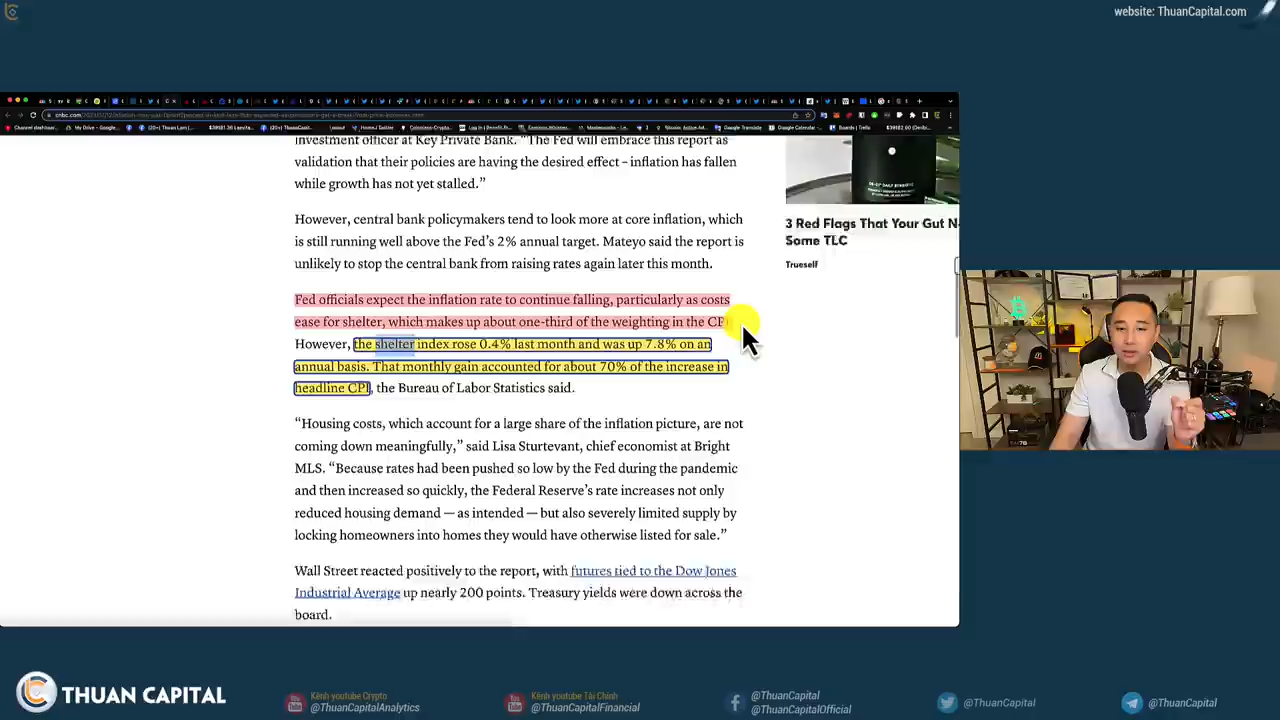 website: ThuanCapital.com
investment officer at Key Private Bank. “The Fed will embrace this report as
validation that their policies are having the desired effect – inflation has fallen
while growth has not yet stalled.”
However, central bank policymakers tend to look more at core inflation, which
is still running well above the Fed’s 2% annual target. Mateyo said the report is
unlikely to stop the central bank from raising rates again later this month.
Fed officials expect the inflation rate to continue falling, particularly as costs
ease for shelter, which makes up about one-third of the weighting in the CP
However, the shelter index rose 0.4% last month and was up 7.8% on an
annual basis. That monthly gain accounted for about 70% of the increase in
headline CPI, the Bureau of Labor Statistics said.
“Housing costs, which account for a large share of the inflation picture, are not
coming down meaningfully,” said Lisa Sturtevant, chief economist at Bright
MLS. “Because rates had been pushed so low by the Fed during the pandemic
and then increased so quickly, the Federal Reserve’s rate increases not only
reduced housing demand — as intended — but also severely limited supply by
locking homeowners into homes they would have otherwise listed for sale.”
Wall Street reacted positively to the report, with futures tied to the Dow Jones
Industrial Average up nearly 200 points. Treasury yields were down across the
board.
3 Red Flags That Your Gut N
Some TLC
Trueself
THUAN CAPITAL
Kênh youtube Crypto
@ThuanCapitalAnalytics
Kênh youtube Tài Chính
@ThuanCapitalFinancial
@ThuanCapital
@ThuanCapitalOfficial
@ThuanCapital
@ThuanCapital